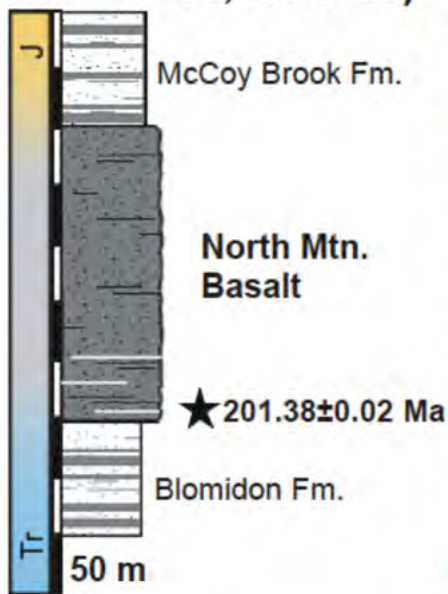 J
McCoy Brook Fm.
North Mtn.
Basalt
201.38±0.02 Ma
Blomidon Fm.
Tr
50 m